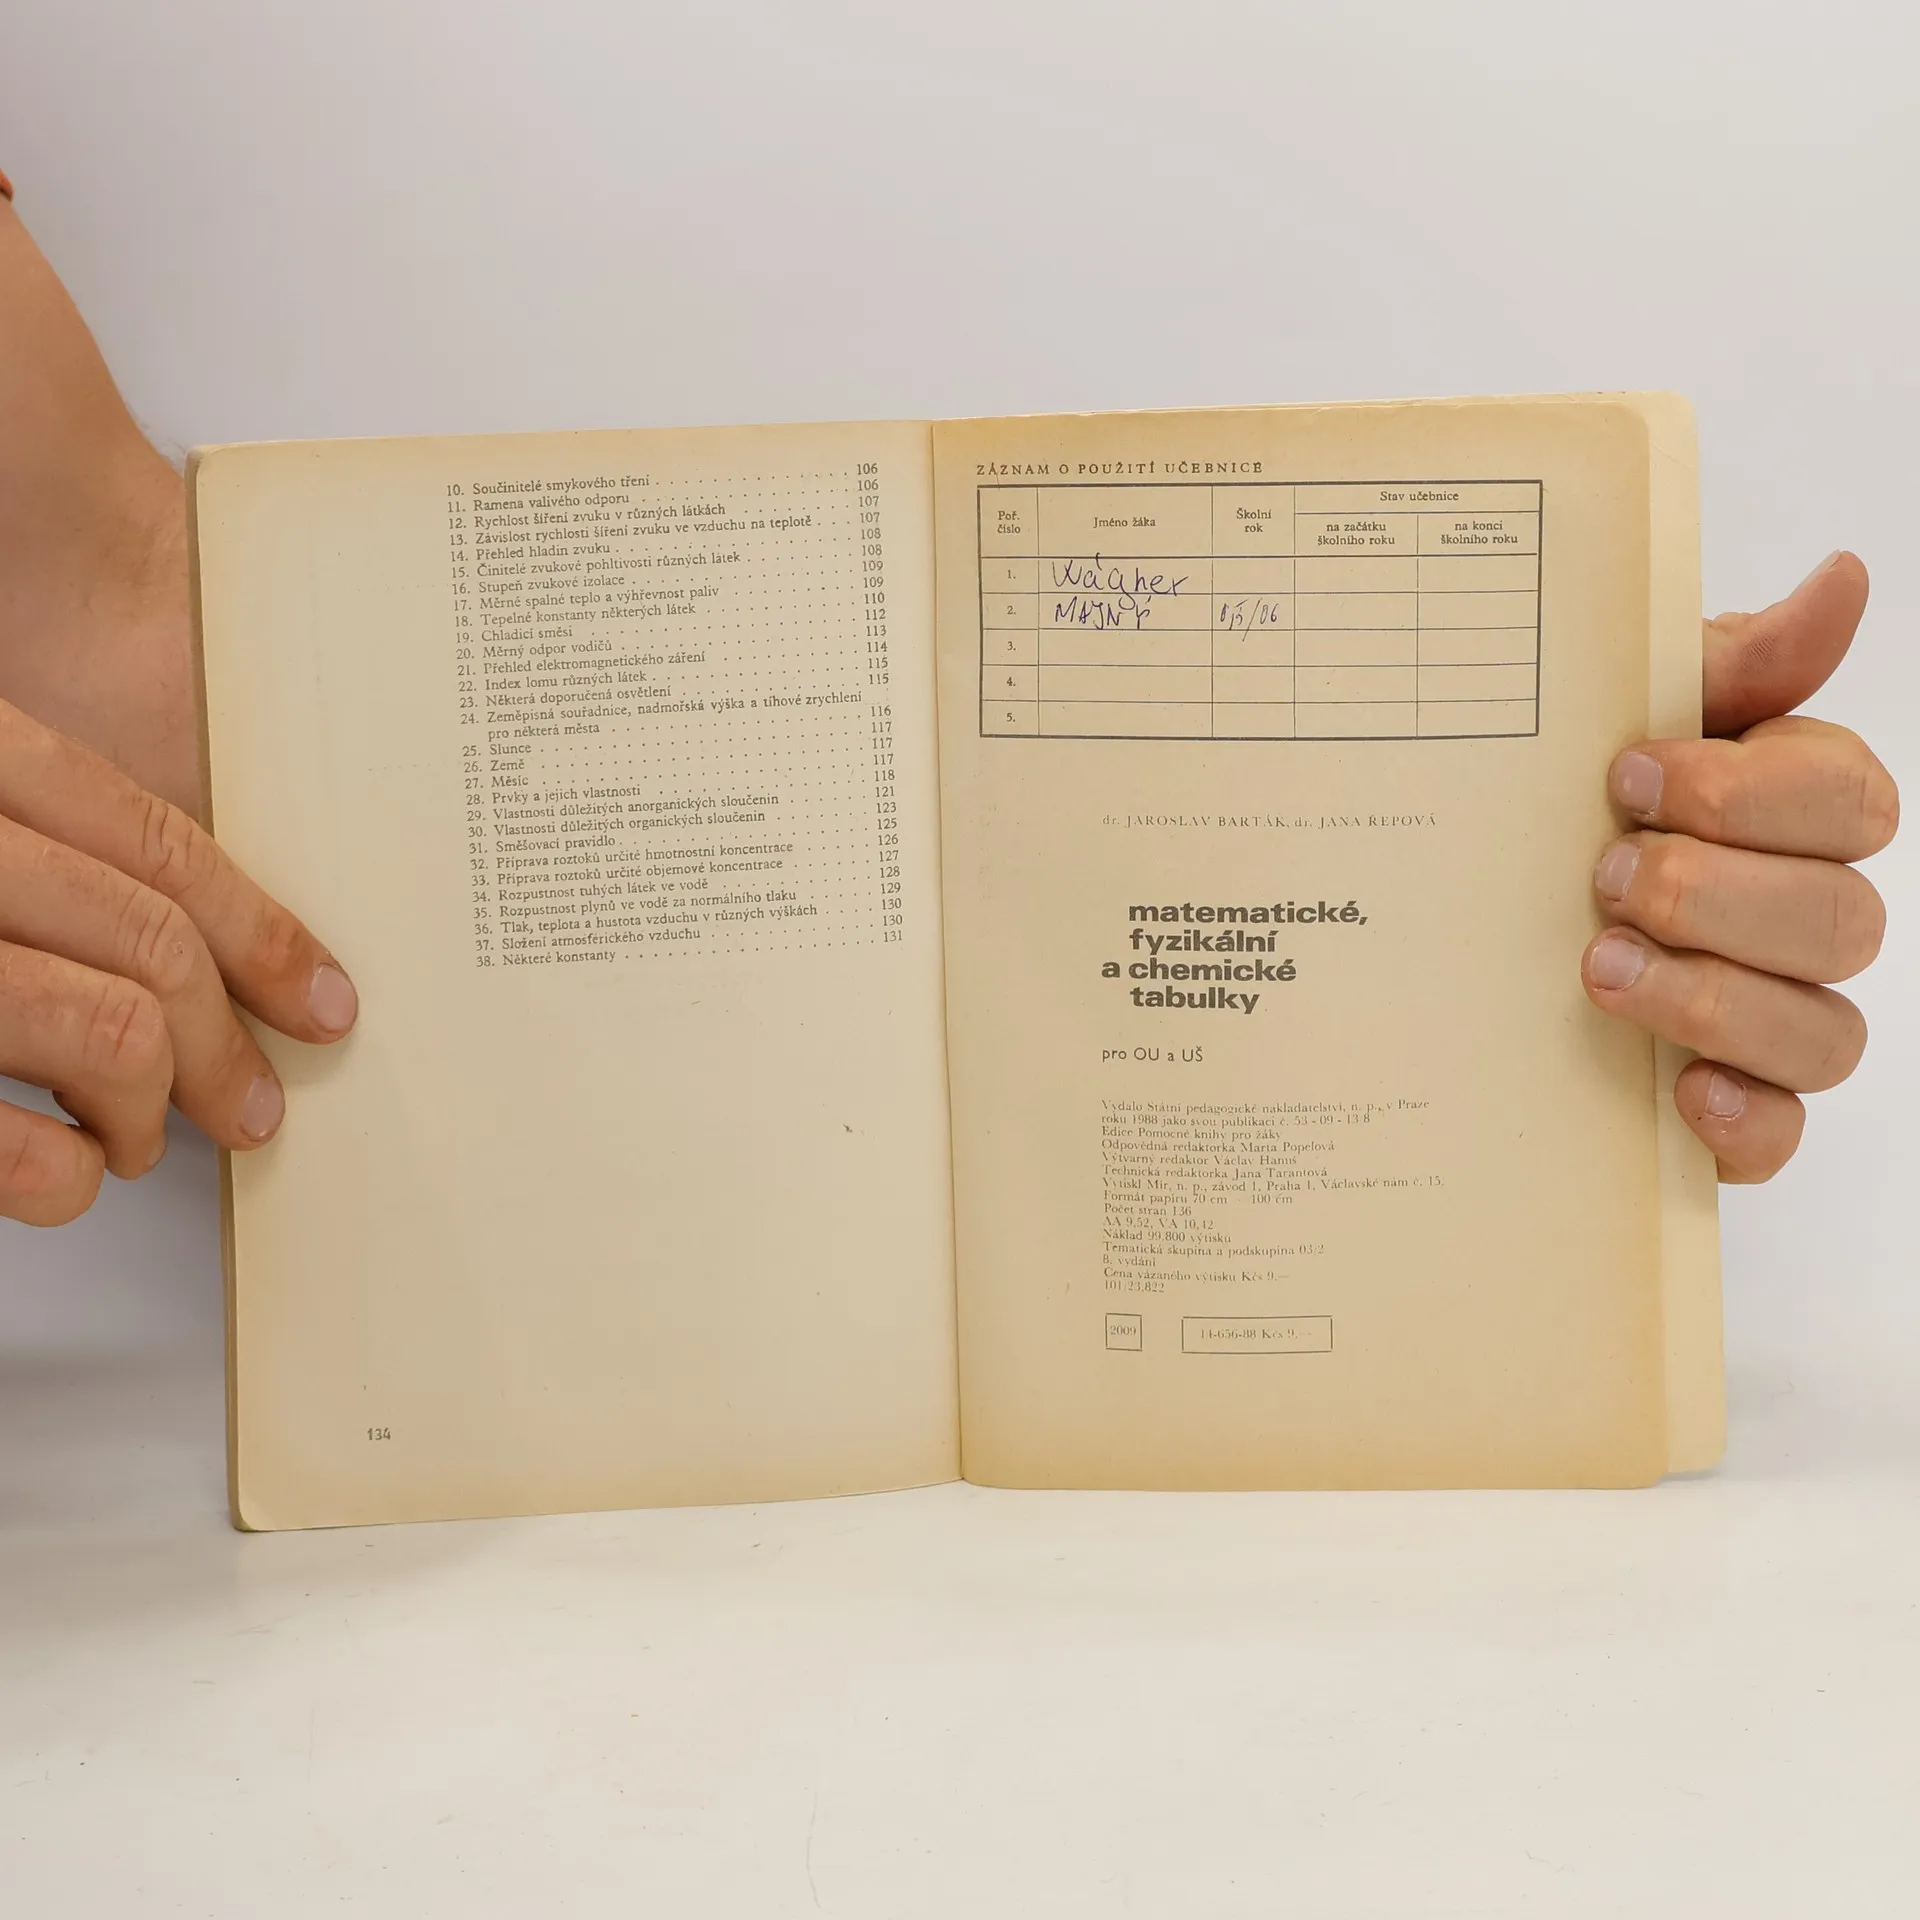 10. Součinitelé smykového tření . . . . . . . . . . . . 106
11. Ramena valivého odporu . . . . . . . . . . . . 106
12. Rychlost šíření zvuku v různých látkách . . . . . . . 107
13. Závislost rychlosti šíření zvuku ve vzduchu na teplotě . . . 107
14. Přehled hladin zvuku . . . . . . . . . . . . . . 108
15. Činitelé zvukové pohltivosti různých látek . . . . . . . 108
16. Stupeň zvukové izolace . . . . . . . . . . . . . 109
17. Měrné spalné teplo a výhřevnost paliv . . . . . . . . 109
18. Tepelné konstanty některých látek . . . . . . . . . 110
19. Chladicí směsi . . . . . . . . . . . . . . . . 112
20. Měrný odpor vodičů . . . . . . . . . . . . . . 113
21. Přehled elektromagnetického záření . . . . . . . . . 114
22. Index lomu různých látek . . . . . . . . . . . . . 115
23. Některá doporučená osvětlení . . . . . . . . . . . 115
24. Zeměpisná souřadnice, nadmořská výška a tíhové zrychlení
pro některá města . . . . . . . . . . . . . . . 116
25. Slunce . . . . . . . . . . . . . . . . . . . 117
26. Země . . . . . . . . . . . . . . . . . . . 117
27. Měsíc . . . . . . . . . . . . . . . . . . . 117
28. Prvky a jejich vlastnosti . . . . . . . . . . . . . 118
29. Vlastnosti důležitých anorganických sloučenin . . . . . . 121
30. Vlastnosti důležitých organických sloučenin . . . . . . . 123
31. Směšovací pravidlo . . . . . . . . . . . . . . . 125
32. Příprava roztoků určité hmotnostní koncentrace . . . . . 126
33. Příprava roztoků určité objemové koncentrace . . . . . . 127
34. Rozpustnost tuhých látek ve vodě . . . . . . . . . 128
35. Rozpustnost plynů ve vodě za normálního tlaku . . . . . 129
36. Tlak, teplota a hustota vzduchu v různých výškách . . . . 130
37. Složení atmosférického vzduchu . . . . . . . . . . 130
38. Některé konstanty . . . . . . . . . . . . . . . 131
134
ZÁZNAM O POUŽITÍ UČEBNICE
Poř. číslo
Jméno žáka
Školní rok
Stav učebnice
na začátku školního roku
na konci školního roku
1. Wágner
2. MAJNÝ 05/06
3.
4.
5.
dr. JAROSLAV BARTÁK, dr. JANA ŘEPOVÁ
matematické,
fyzikální
a chemické
tabulky
pro OU a UŠ
Vydalo Státní pedagogické nakladatelství, n. p., v Praze
roku 1988 jako svou publikaci č. 53 - 09 - 13/8
Edice Pomocné knihy pro žáky
Odpovědná redaktorka Marta Popelová
Výtvarný redaktor Václav Hanuš
Technická redaktorka Jana Tarantová
Vytiskl Mír, n. p., závod 1, Praha 1, Václavské nám č. 15.
Formát papíru 70 cm 100 cm
Počet stran 136
AA 9,52, VA 10,12
Náklad 99.800 výtisků
Tematická skupina a podskupina 03/2
8. vydání
Cena vázaného výtisku Kčs 9,—
101/23,822
2009
14-656-88 Kčs 9,—